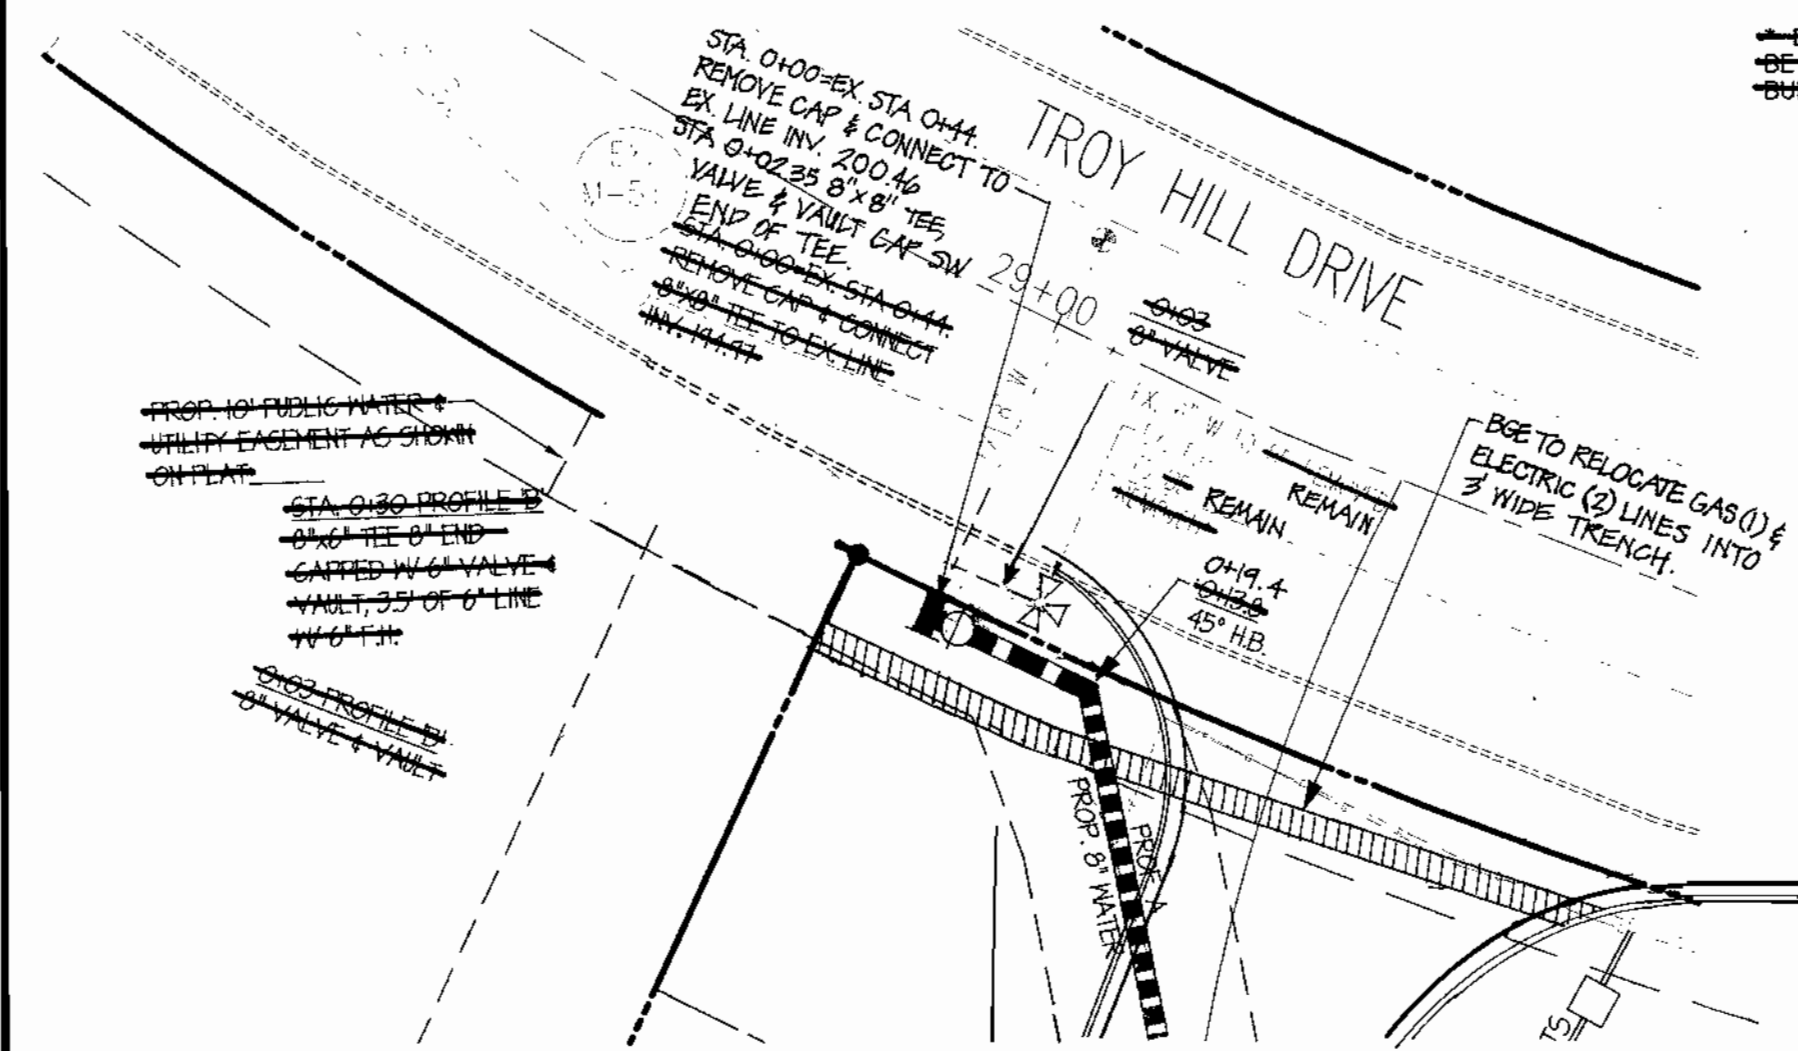 STA. 0+00=EX. STA 0+44.
REMOVE CAP & CONNECT TO
EX. LINE INV. 200.46
STA 0+02.35 8"x8" TEE,
VALVE & VAULT CAP SW
END OF TEE.
STA. 0+00=EX. STA 0+44.
REMOVE CAP & CONNECT
8"X8" TEE TO EX. LINE
INV. 194.97
TROY HILL DRIVE
29+00
0+03
8" VALVE
PROP. 10' PUBLIC WATER &
UTILITY EASEMENT AS SHOWN
ON PLAT
STA. 0+30 PROFILE 'B'
8"x6" TEE 8" END
CAPPED W/ 6" VALVE &
VAULT, 3.5' OF 6" LINE
W/ 6" F.H.
0+03 PROFILE 'B'
8" VALVE & VAULT
EX.
M-5
REMAIN
REMAIN
0+19.4
0+13.8
45° H.B.
BGE TO RELOCATE GAS (1) &
ELECTRIC (2) LINES INTO
3' WIDE TRENCH.
PROP. 8" WATER
PROF. A
TS
BE